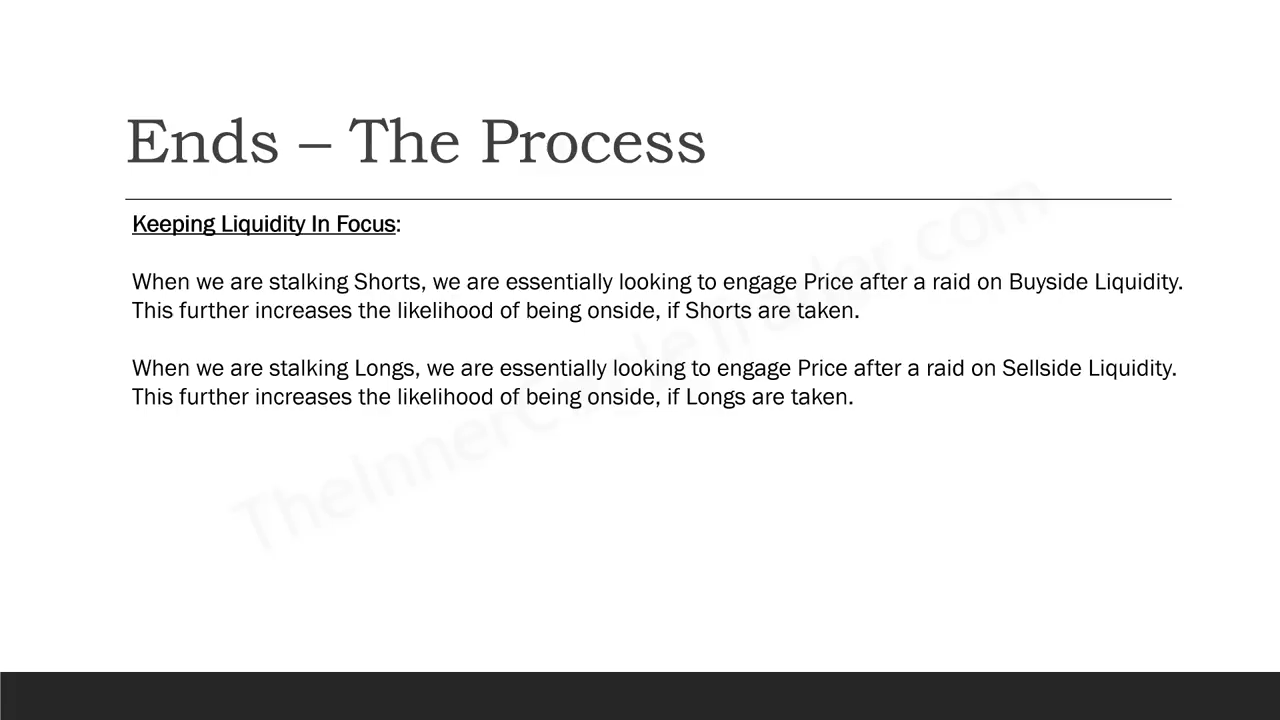 Ends – The Process
Keeping Liquidity In Focus:
When we are stalking Shorts, we are essentially looking to engage Price after a raid on Buyside Liquidity.
This further increases the likelihood of being onside, if Shorts are taken.
When we are stalking Longs, we are essentially looking to engage Price after a raid on Sellside Liquidity.
This further increases the likelihood of being onside, if Longs are taken.
TheInnerCircleTrader.com